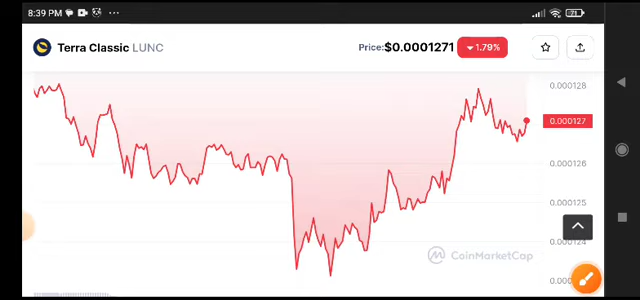 8:39 PM
71
Terra Classic LUNC
Price:$0.0001271 1.79%
0.000128
0.000127
0.000126
0.000125
0.000124
CoinMarketCap